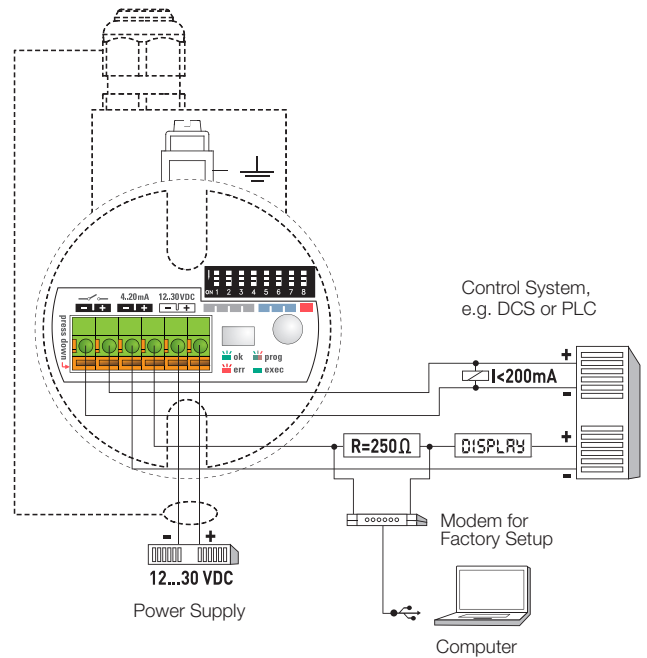 ON 1 2 3 4 5 6 7 8
4..20mA 12..30VDC
- + - + - +
press down
ok prog
err exec
Control System,
e.g. DCS or PLC
+
I<200mA
-
+
R=250Ω DISPLAY
-
Modem for
Factory Setup
- +
12...30 VDC
Power Supply
Computer